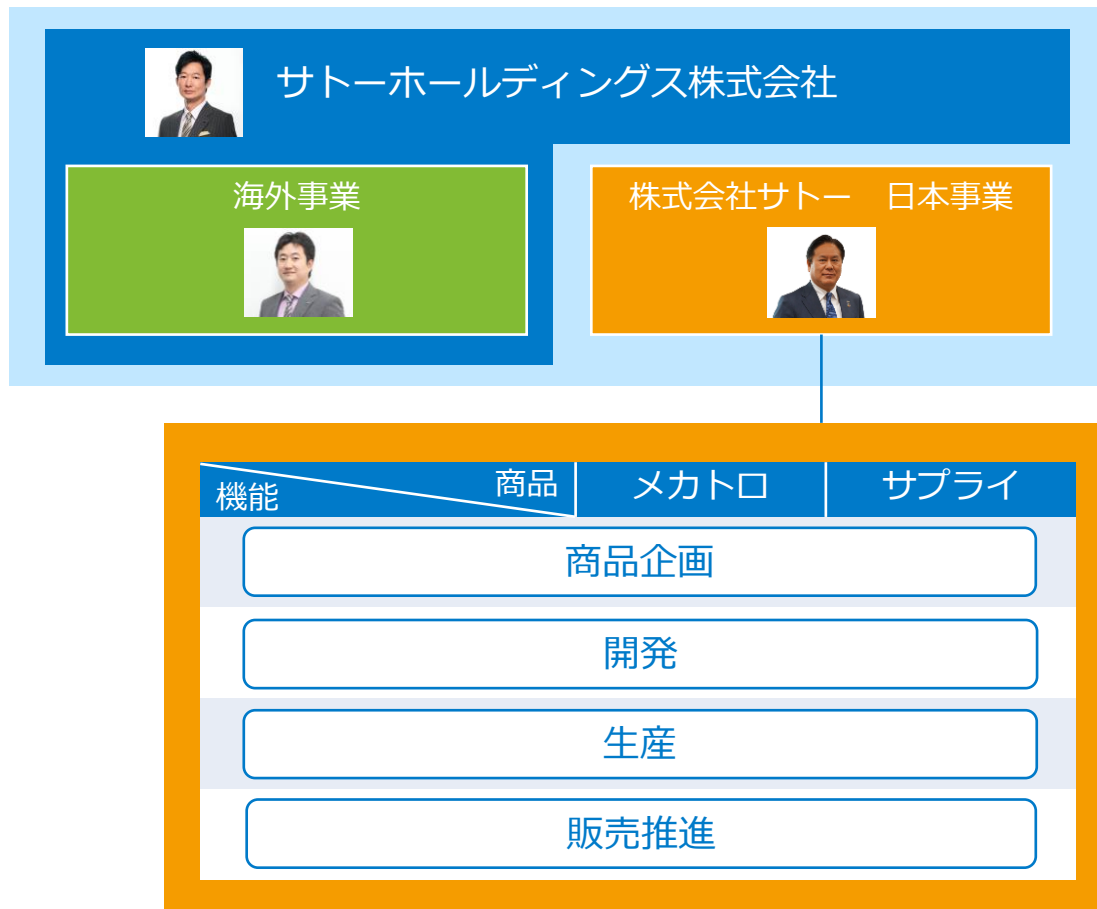 サトーホールディングス株式会社
海外事業
株式会社サトー　日本事業
商品
機能
メカトロ
サプライ
商品企画
開発
生産
販売推進